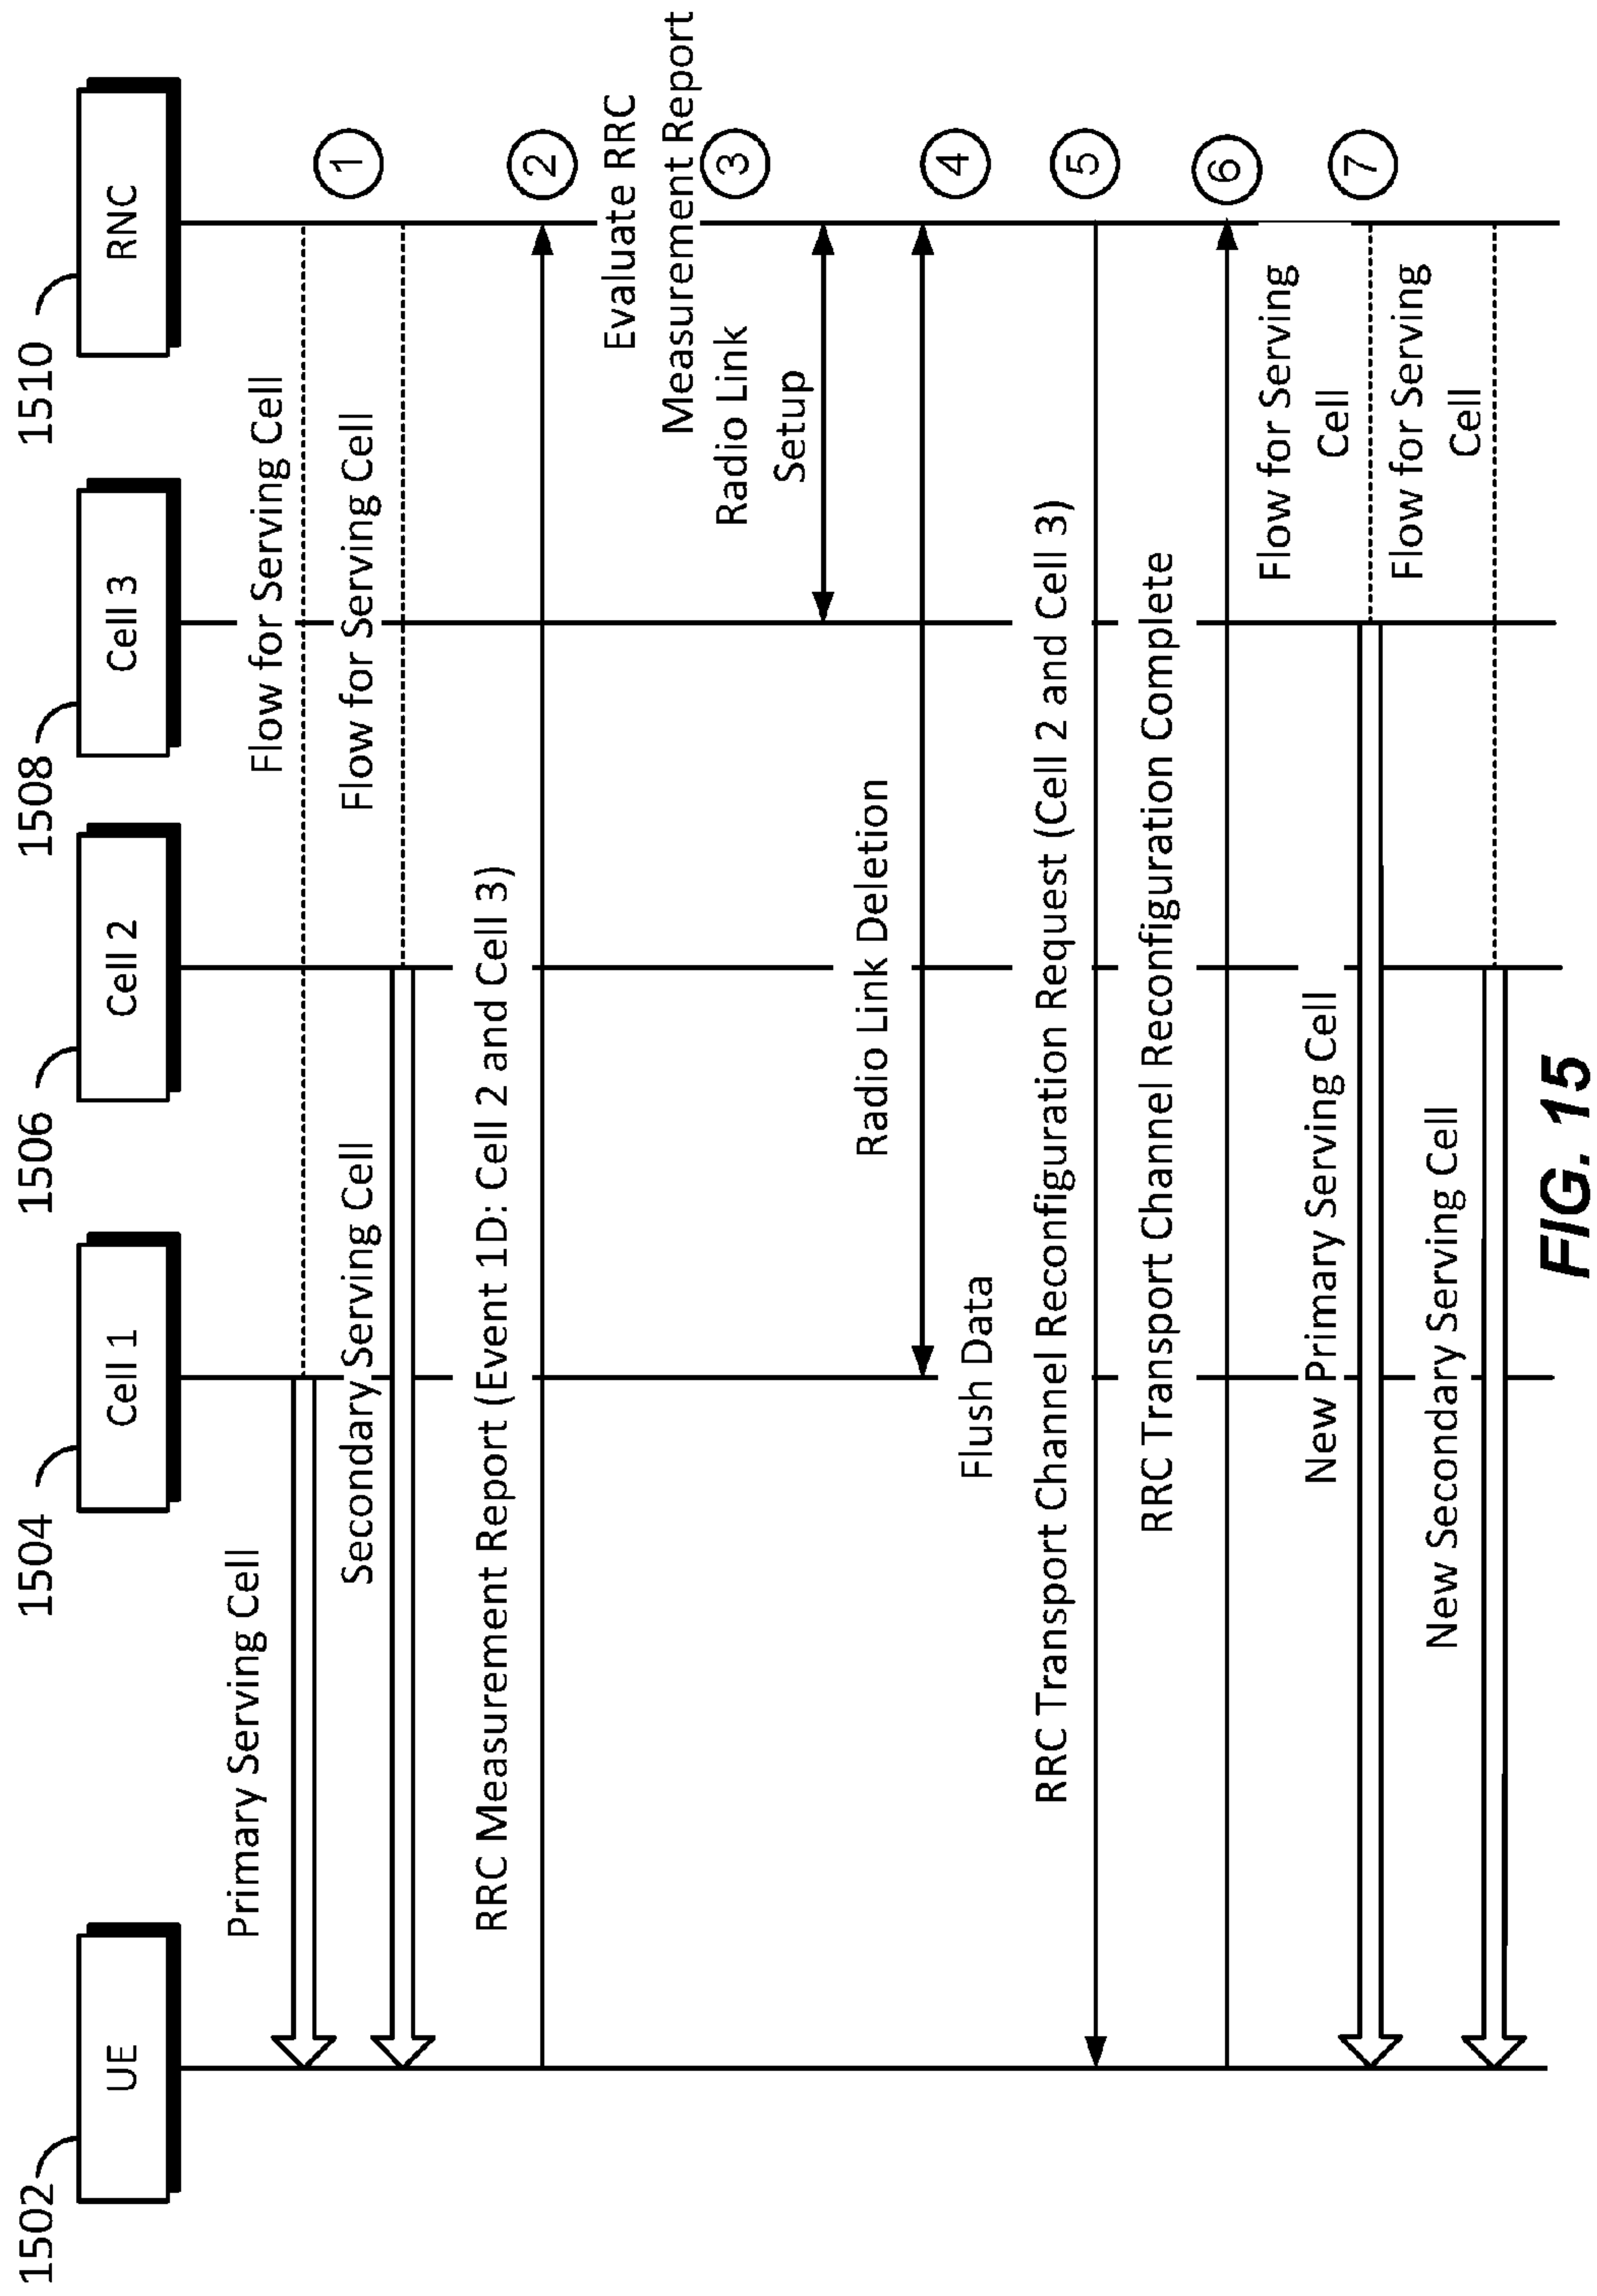 1502
1504
1506
1508
1510
UE
Cell 1
Cell 2
Cell 3
RNC
Primary Serving Cell
Flow for Serving Cell
1
Secondary Serving Cell
Flow for Serving Cell
RRC Measurement Report (Event 1D: Cell 2 and Cell 3)
2
Evaluate RRC
Measurement Report
3
Radio Link
Setup
Radio Link Deletion
4
Flush Data
RRC Transport Channel Reconfiguration Request (Cell 2 and Cell 3)
5
RRC Transport Channel Reconfiguration Complete
6
New Primary Serving Cell
Flow for Serving
Cell
7
New Secondary Serving Cell
Flow for Serving
Cell
FIG. 15